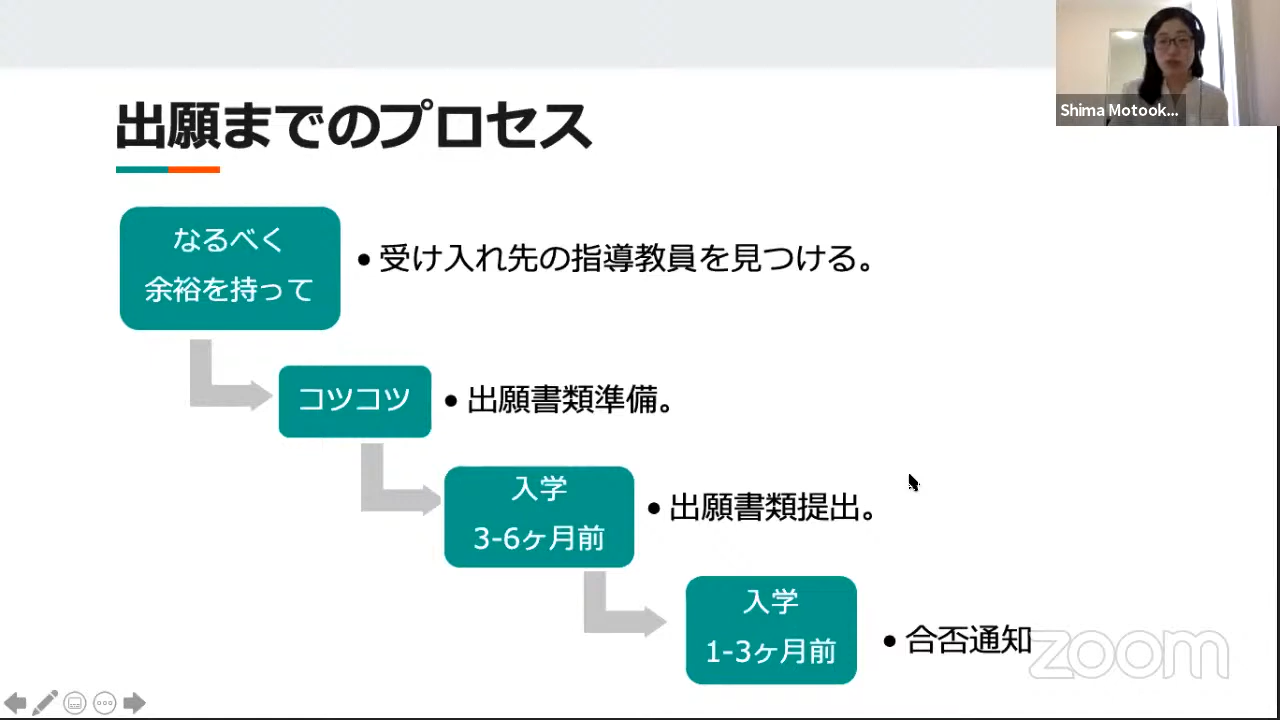 出願までのプロセス
Shima Motook...
なるべく
余裕を持って
• 受け入れ先の指導教員を見つける。
コツコツ
• 出願書類準備。
入学
3-6ヶ月前
• 出願書類提出。
入学
1-3ヶ月前
• 合否通知
zoom